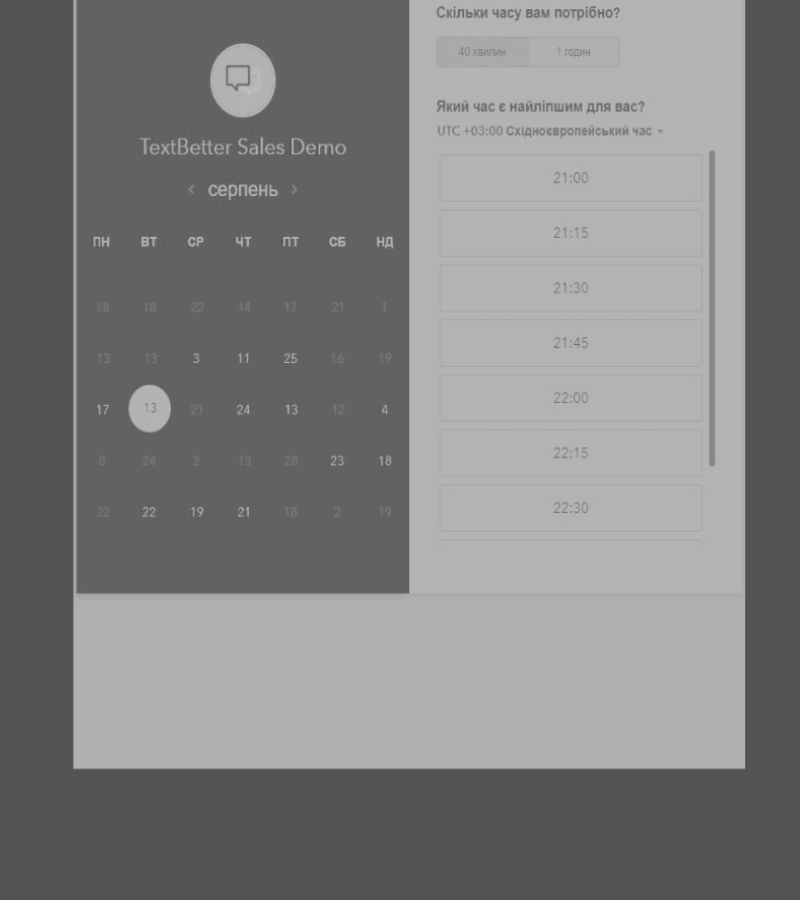 TextBetter Sales Demo
‹ серпень ›
ПН ВТ СР ЧТ ПТ СБ НД
18 18 22 14 17 21 1
13 13 3 11 25 16 19
17 13 21 24 13 12 4
8 24 2 13 28 23 18
22 22 19 21 18 2 19
Скільки часу вам потрібно?
40 хвилин 1 годин
Який час є найліпшим для вас?
UTC +03:00 Східноєвропейський час
21:00
21:15
21:30
21:45
22:00
22:15
22:30